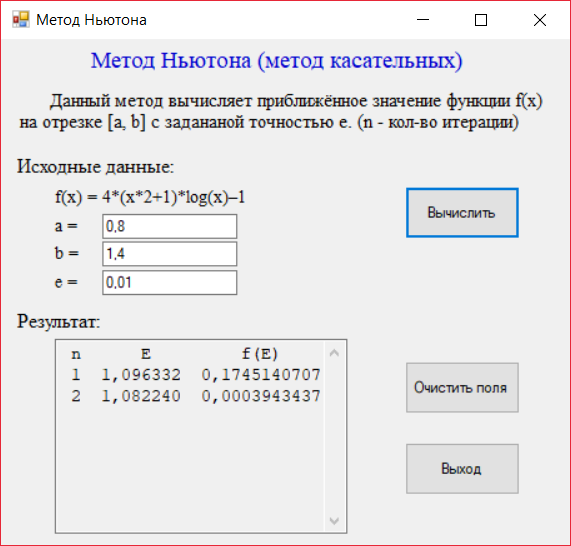 Метод Ньютона
Метод Ньютона (метод касательных)
Данный метод вычисляет приближённое значение функции f(x)
на отрезке [a, b] с задананой точностью e. (n - кол-во итерации)
Исходные данные:
f(x) = 4*(x*2+1)*log(x)–1
a = 0,8
Вычислить
b = 1,4
e = 0,01
Результат:
n E f(E)
1 1,096332 0,1745140707
2 1,082240 0,0003943437
Очистить поля
Выход